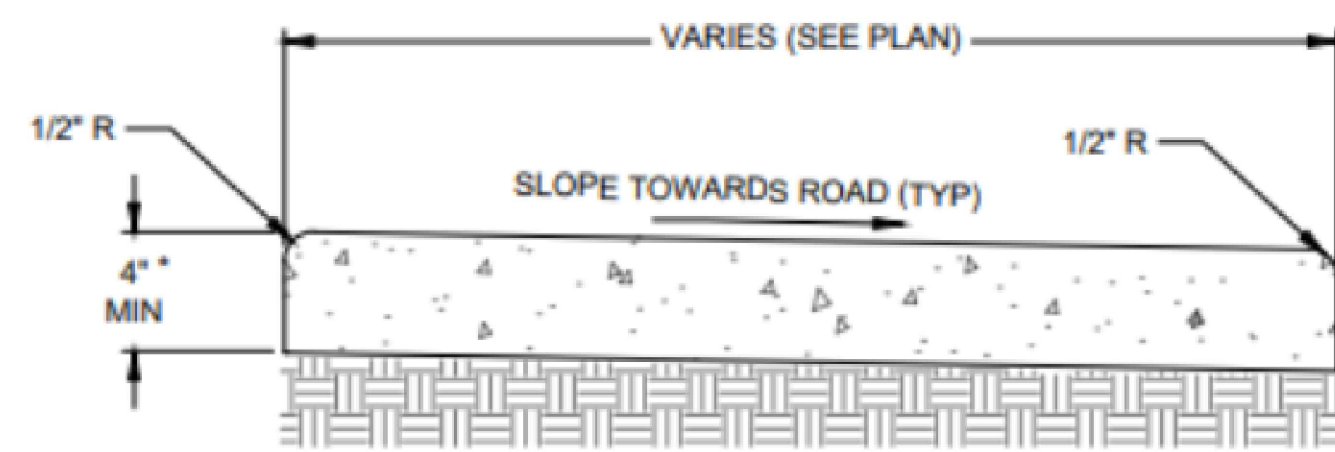 VARIES (SEE PLAN)
1/2" R
1/2" R
SLOPE TOWARDS ROAD (TYP)
4" *
MIN